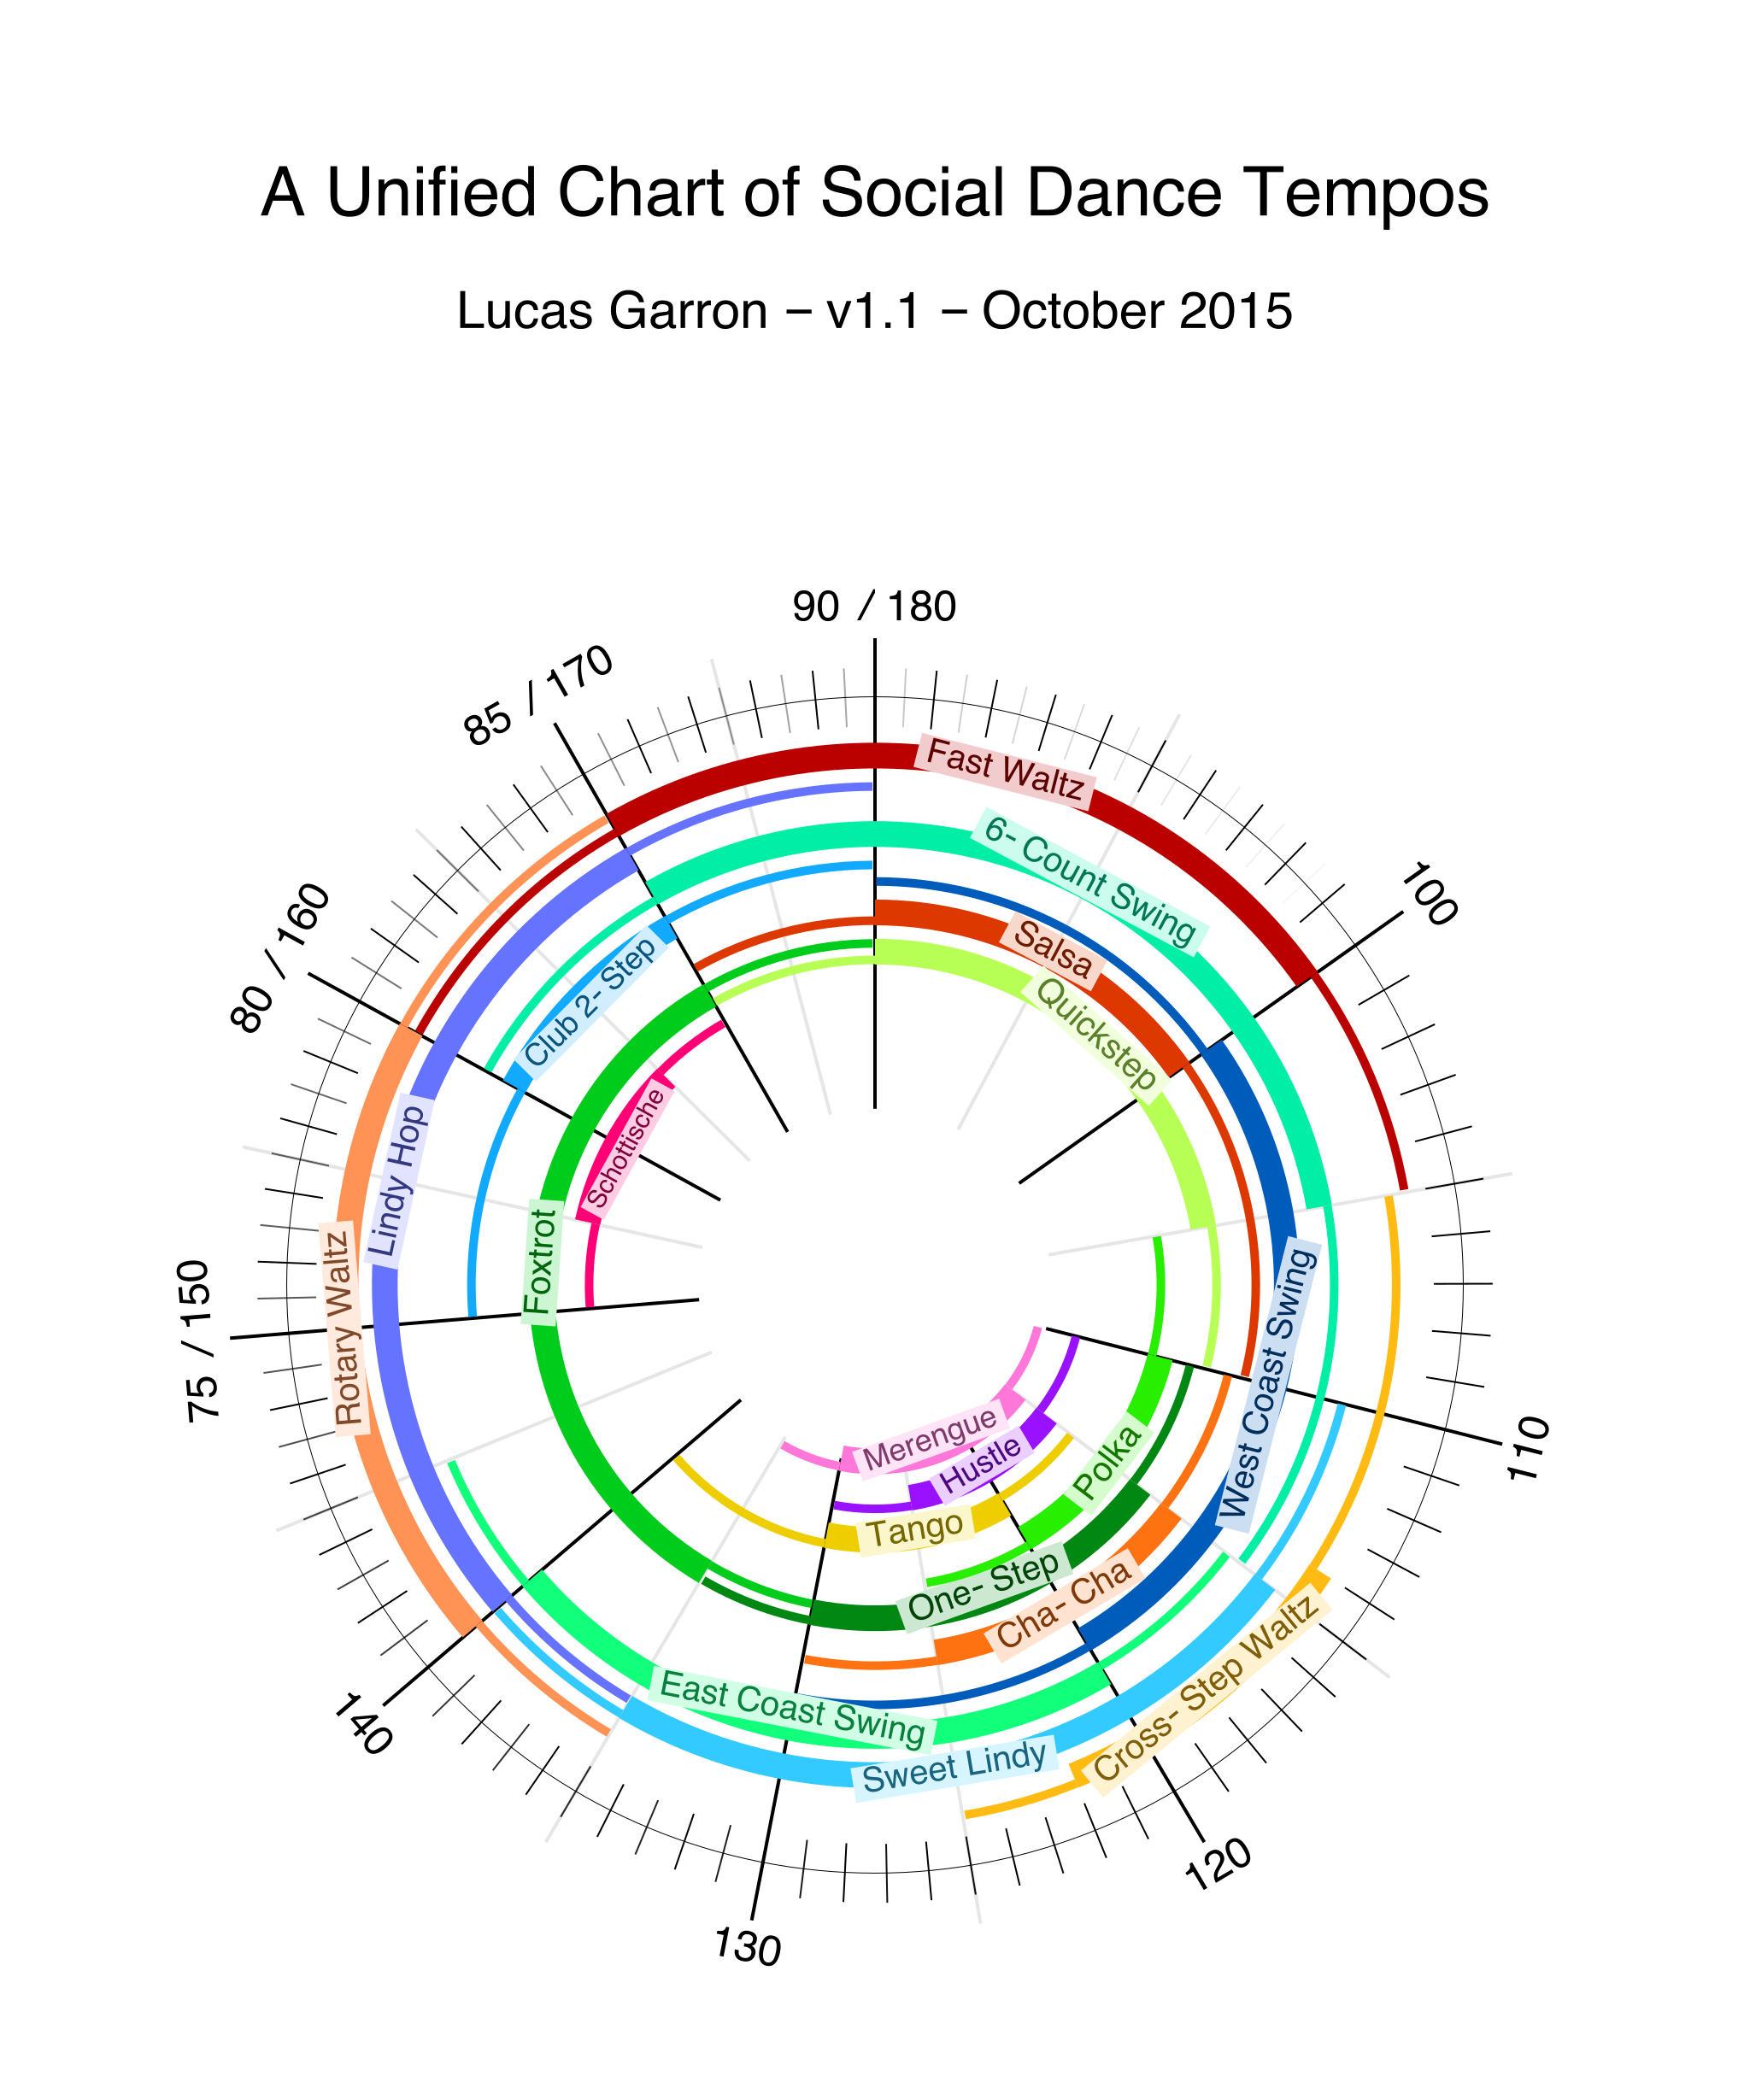 A Unified Chart of Social Dance Tempos
Lucas Garron – v1.1 – October 2015
90 / 180
85 / 170
100
80 / 160
75 / 150
110
140
120
130
Fast Waltz
6- Count Swing
Salsa
Quickstep
Club 2- Step
Schottische
Lindy Hop
Foxtrot
Rotary Waltz
West Coast Swing
Merengue
Hustle
Polka
Tango
One- Step
Cha- Cha
Cross- Step Waltz
East Coast Swing
Sweet Lindy